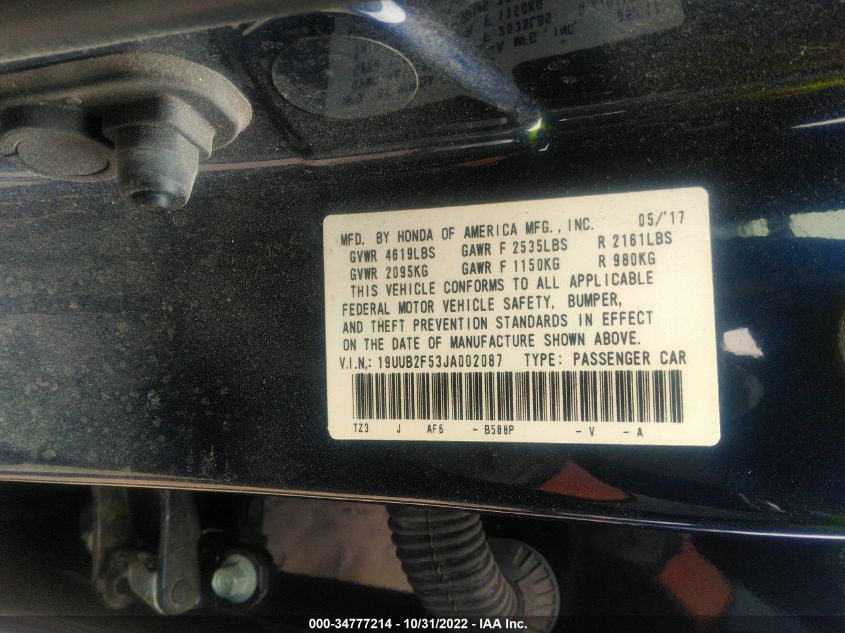 MFD. BY HONDA OF AMERICA MFG., INC. 05/'17
GVWR 4619LBS GAWR F 2535LBS R 2161LBS
GVWR 2095KG GAWR F 1150KG R 980KG
THIS VEHICLE CONFORMS TO ALL APPLICABLE
FEDERAL MOTOR VEHICLE SAFETY, BUMPER,
AND THEFT PREVENTION STANDARDS IN EFFECT
ON THE DATE OF MANUFACTURE SHOWN ABOVE.
V.I.N.: 19UUB2F53JA002087 TYPE: PASSENGER CAR
TZ3 J AF6 - B588P - V - A
000-34777214 - 10/31/2022 - IAA Inc.